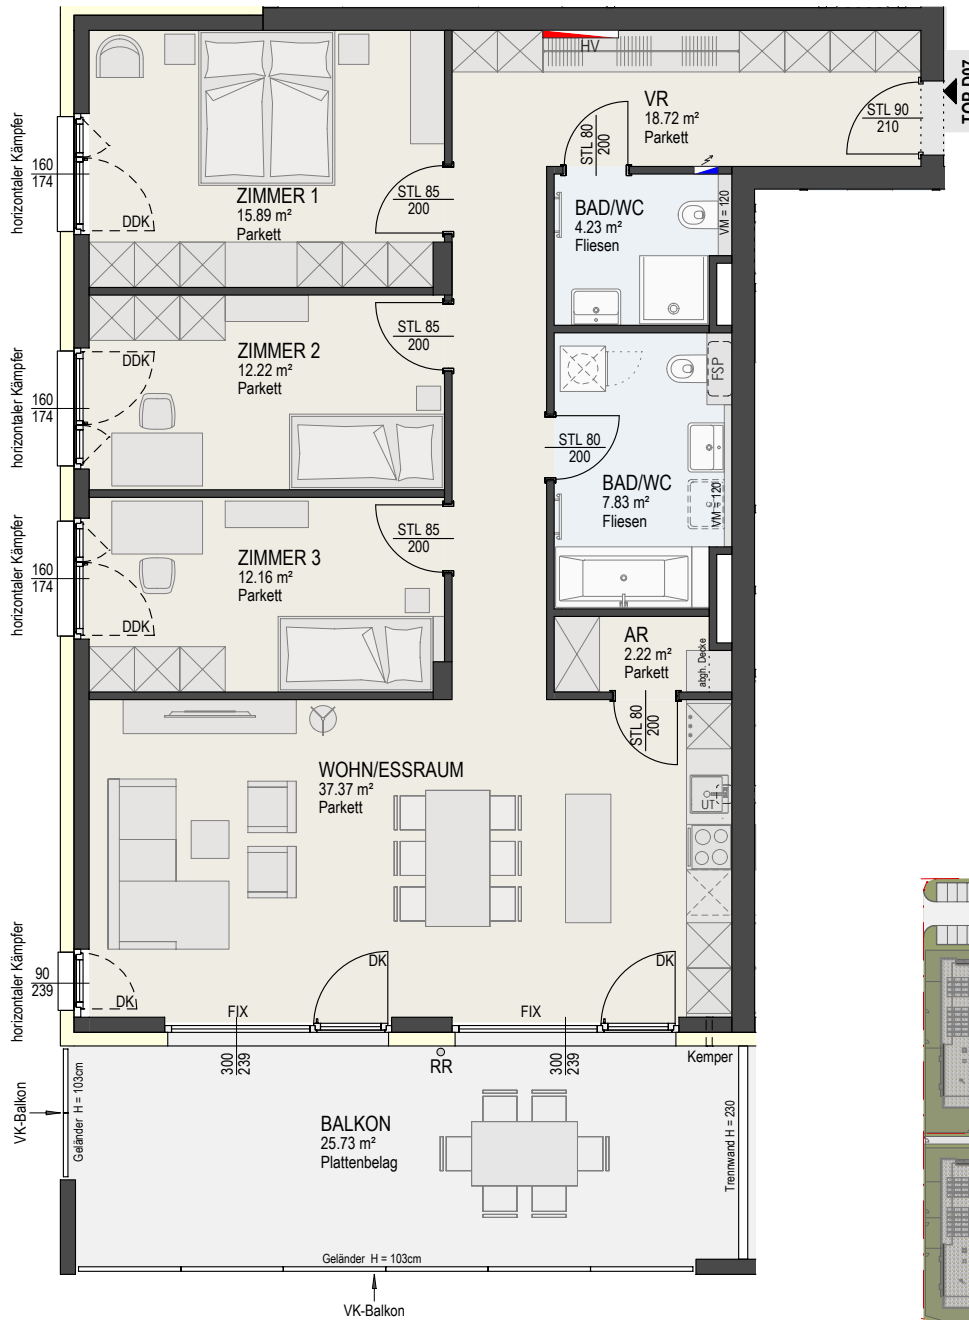 HV
VR
18.72 m²
Parkett
STL 90
210
TOP D07
STL 80
200
horizontaler Kämpfer
160
174
DDK
ZIMMER 1
15.89 m²
Parkett
STL 85
200
BAD/WC
4.23 m²
Fliesen
VM = 120
horizontaler Kämpfer
160
174
DDK
ZIMMER 2
12.22 m²
Parkett
STL 85
200
FSP
STL 80
200
BAD/WC
7.83 m²
Fliesen
VM = 120
horizontaler Kämpfer
160
174
DDK
ZIMMER 3
12.16 m²
Parkett
STL 85
200
AR
2.22 m²
Parkett
abgh. Decke
STL 80
200
WOHN/ESSRAUM
37.37 m²
Parkett
UT
horizontaler Kämpfer
90
239
DK
DK
DK
FIX
FIX
300
239
RR
300
239
Kemper
VK-Balkon
Geländer H = 103cm
BALKON
25.73 m²
Plattenbelag
Trennwand H = 230
Geländer H = 103cm
VK-Balkon